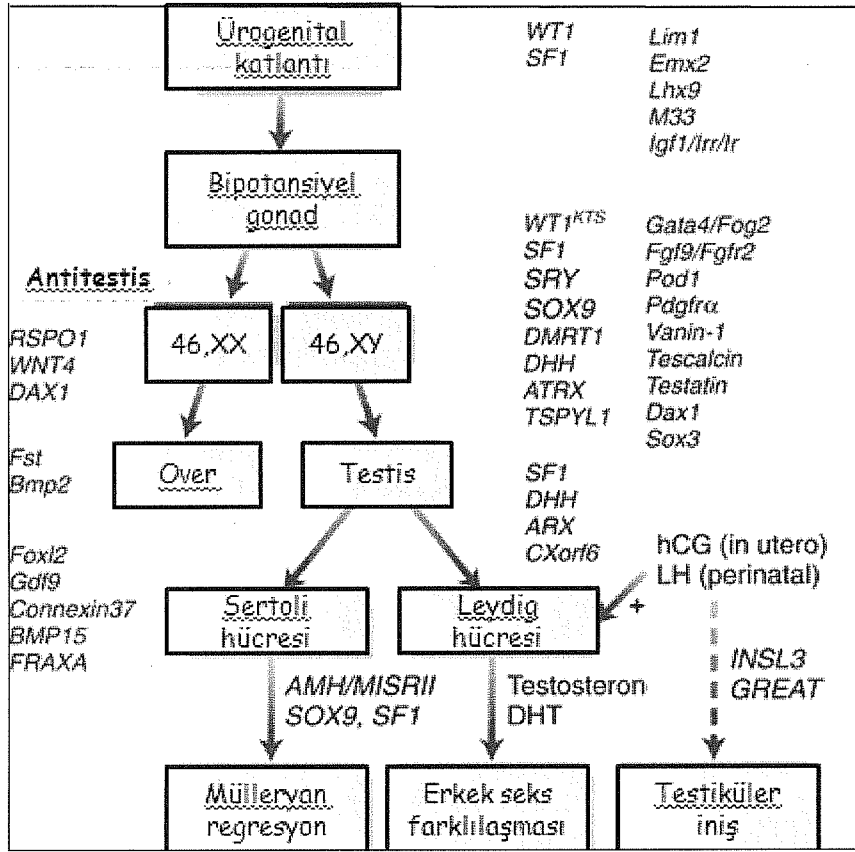 Ürogenital
katlantı
WT1
SF1
Lim1
Emx2
Lhx9
M33
Igf1/Irr/Ir
Bipotansiyel
gonad
WT1KTS
SF1
SRY
SOX9
DMRT1
DHH
ATRX
TSPYL1
Gata4/Fog2
Fgf9/Fgfr2
Pod1
Pdgfrα
Vanin-1
Tescalcin
Testatin
Dax1
Sox3
Antitestis
RSPO1
WNT4
DAX1
46,XX
46,XY
Fst
Bmp2
Over
Testis
SF1
DHH
ARX
CXorf6
hCG (in utero)
LH (perinatal)
+
Foxl2
Gdf9
Connexin37
BMP15
FRAXA
Sertoli
hücresi
Leydig
hücresi
AMH/MISRII
SOX9, SF1
Testosteron
DHT
INSL3
GREAT
Mülleryan
regresyon
Erkek seks
farklılaşması
Testiküler
iniş